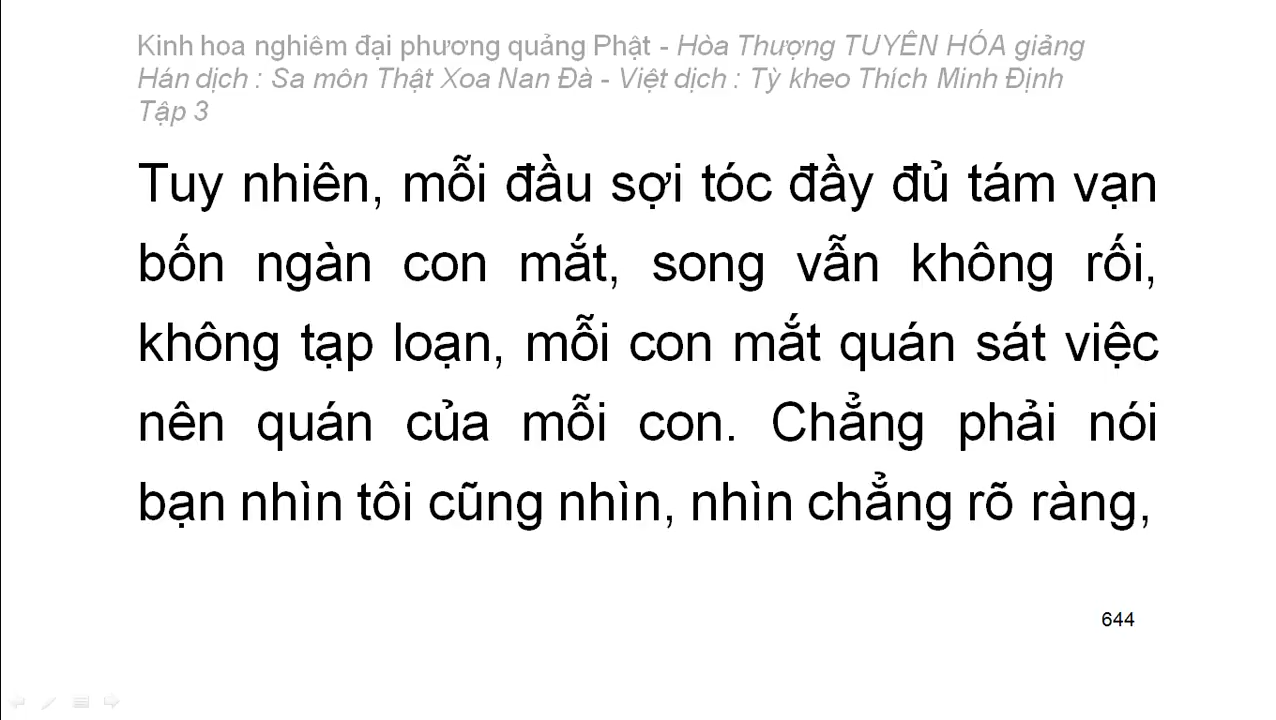 Kinh hoa nghiêm đại phương quảng Phật - Hòa Thượng TUYÊN HÓA giảng
Hán dịch : Sa môn Thật Xoa Nan Đà - Việt dịch : Tỳ kheo Thích Minh Định
Tập 3
Tuy nhiên, mỗi đầu sợi tóc đầy đủ tám vạn
bốn ngàn con mắt, song vẫn không rối,
không tạp loạn, mỗi con mắt quán sát việc
nên quán của mỗi con. Chẳng phải nói
bạn nhìn tôi cũng nhìn, nhìn chẳng rõ ràng,
644